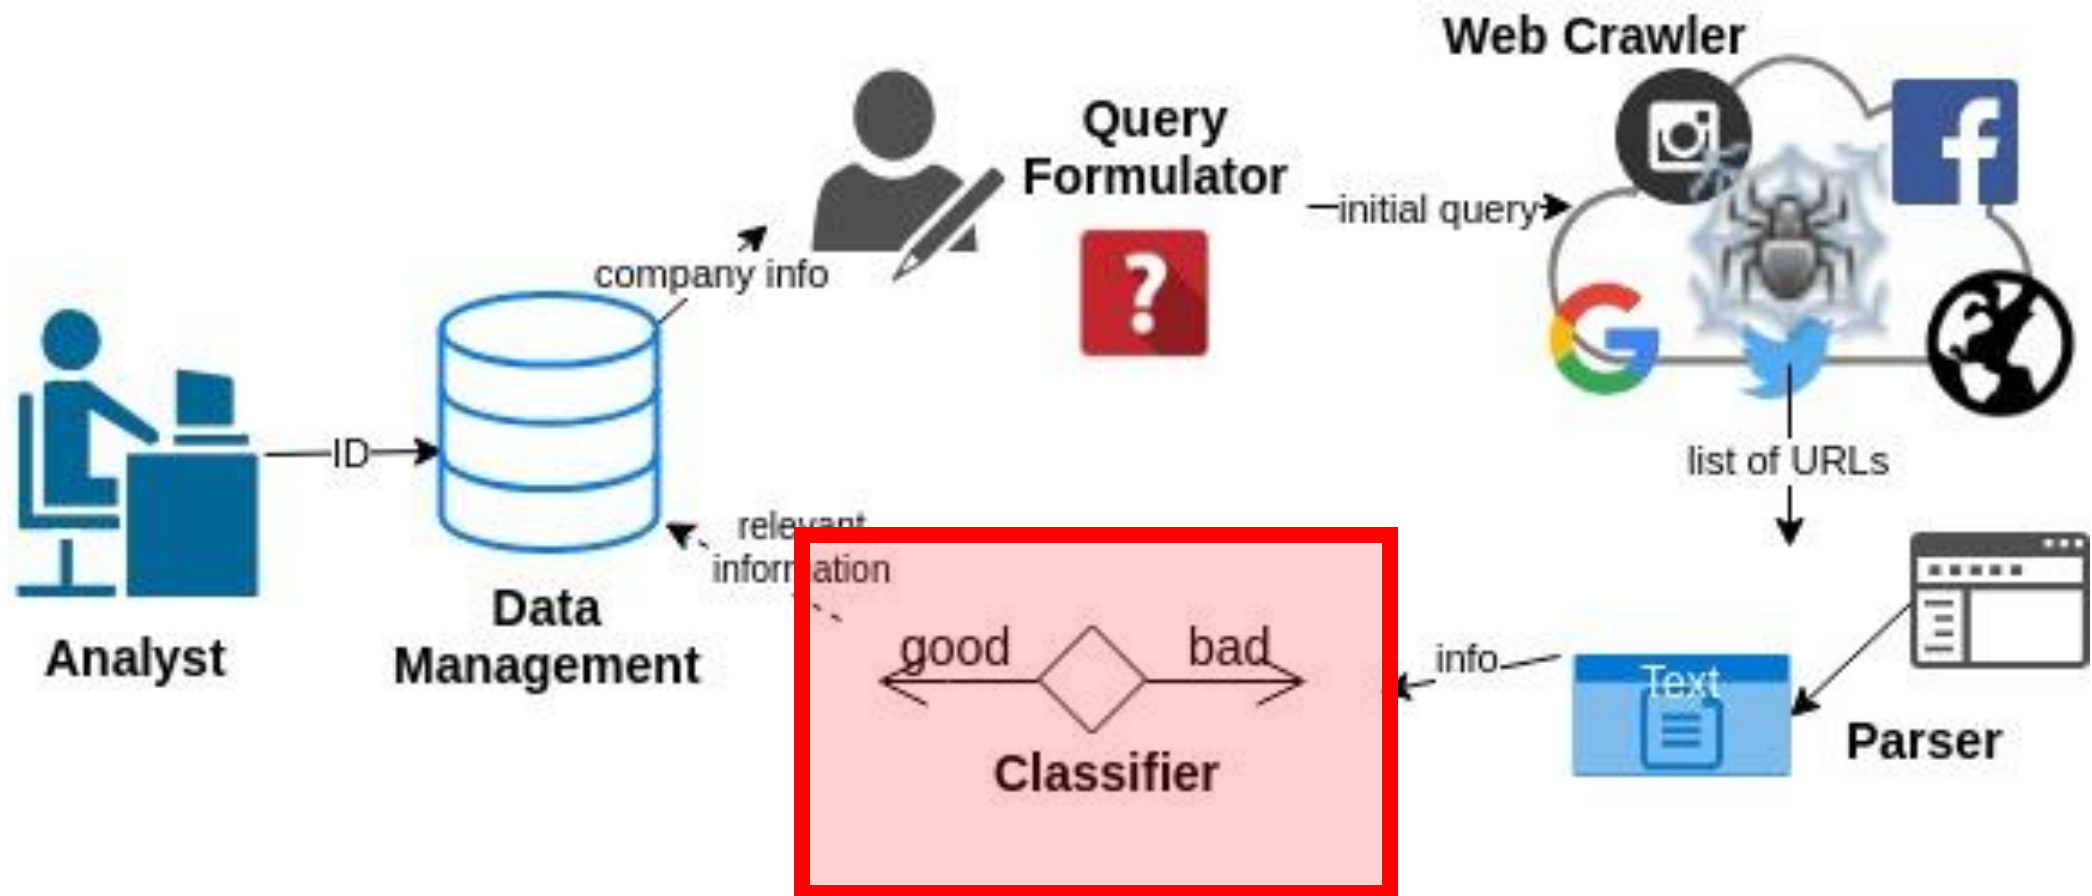 Web Crawler
Query
Formulator
initial query
company info
ID
list of URLs
relevant
information
Data
Management
Analyst
good
bad
Classifier
info
Text
Parser